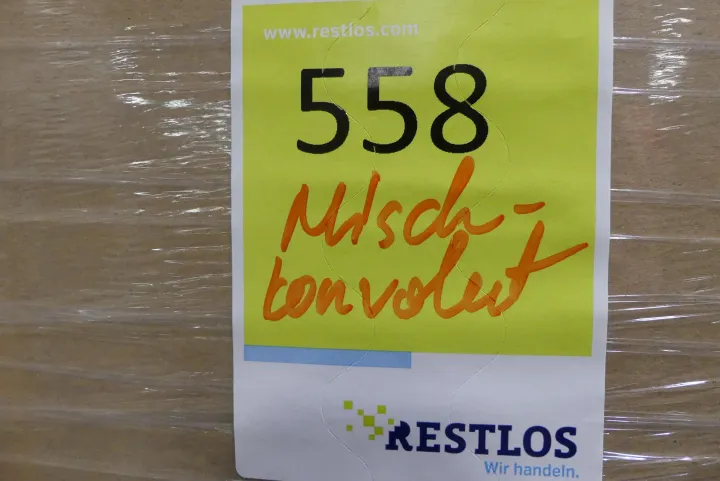 www.restlos.com
558
Misch-
konvolut
RESTLOS
Wir handeln.